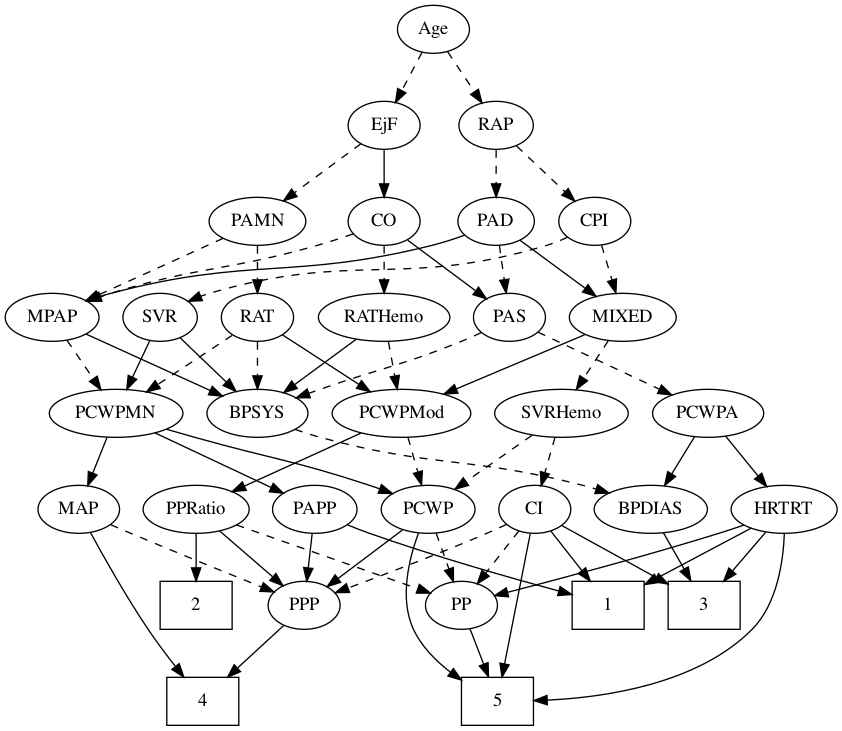 Age
EjF RAP
PAMN CO PAD CPI
MPAP SVR RAT RATHemo PAS MIXED
PCWPMN BPSYS PCWPMod SVRHemo PCWPA
MAP PPRatio PAPP PCWP CI BPDIAS HRTRT
2 PPP PP 1 3
4 5